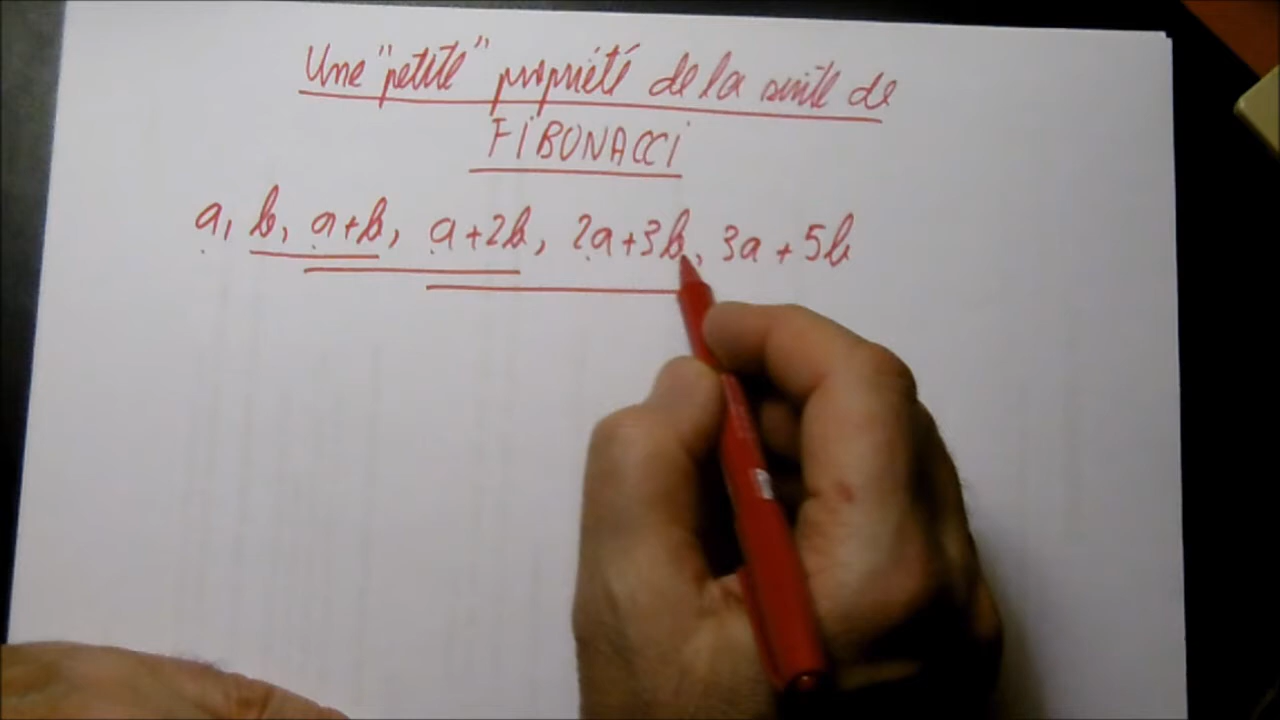 Une "petite" propriété de la suite de
FIBONACCI
a, b, a+b, a+2b, 2a+3b, 3a+5b